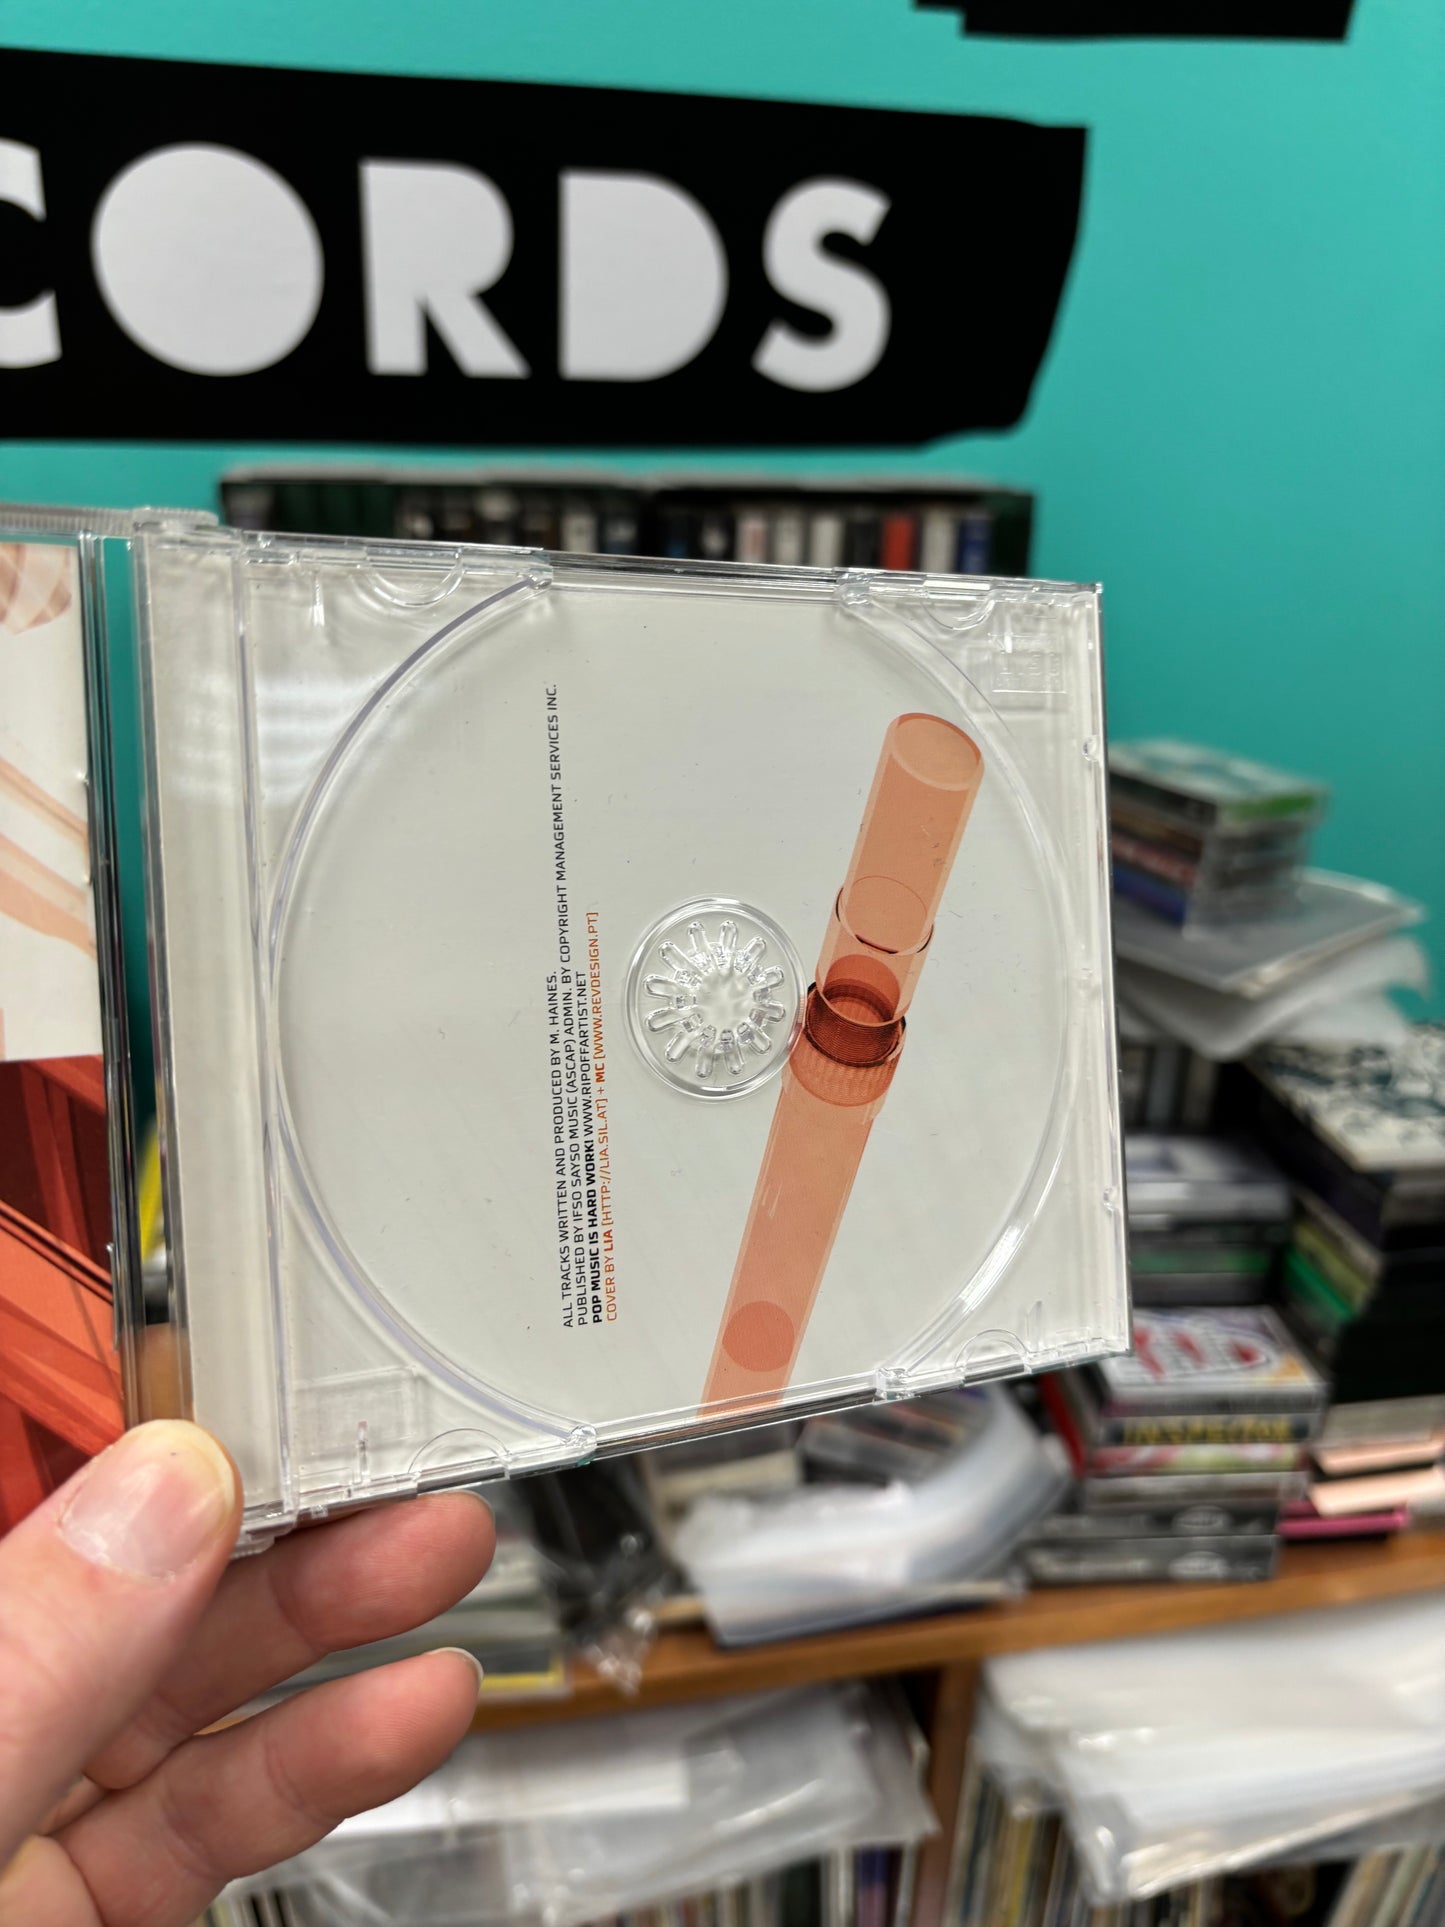 CORDS
ALL TRACKS WRITTEN AND PRODUCED BY M. HAINES.
PUBLISHED BY IFSO SAYSO MUSIC (ASCAP) ADMIN. BY COPYRIGHT MANAGEMENT SERVICES INC.
POP MUSIC IS HARD WORK! WWW.RIPOFFARTIST.NET
COVER BY LIA [HTTP://LIA.SIL.AT] + MC [WWW.REVDESIGN.PT]
INSPECTOR